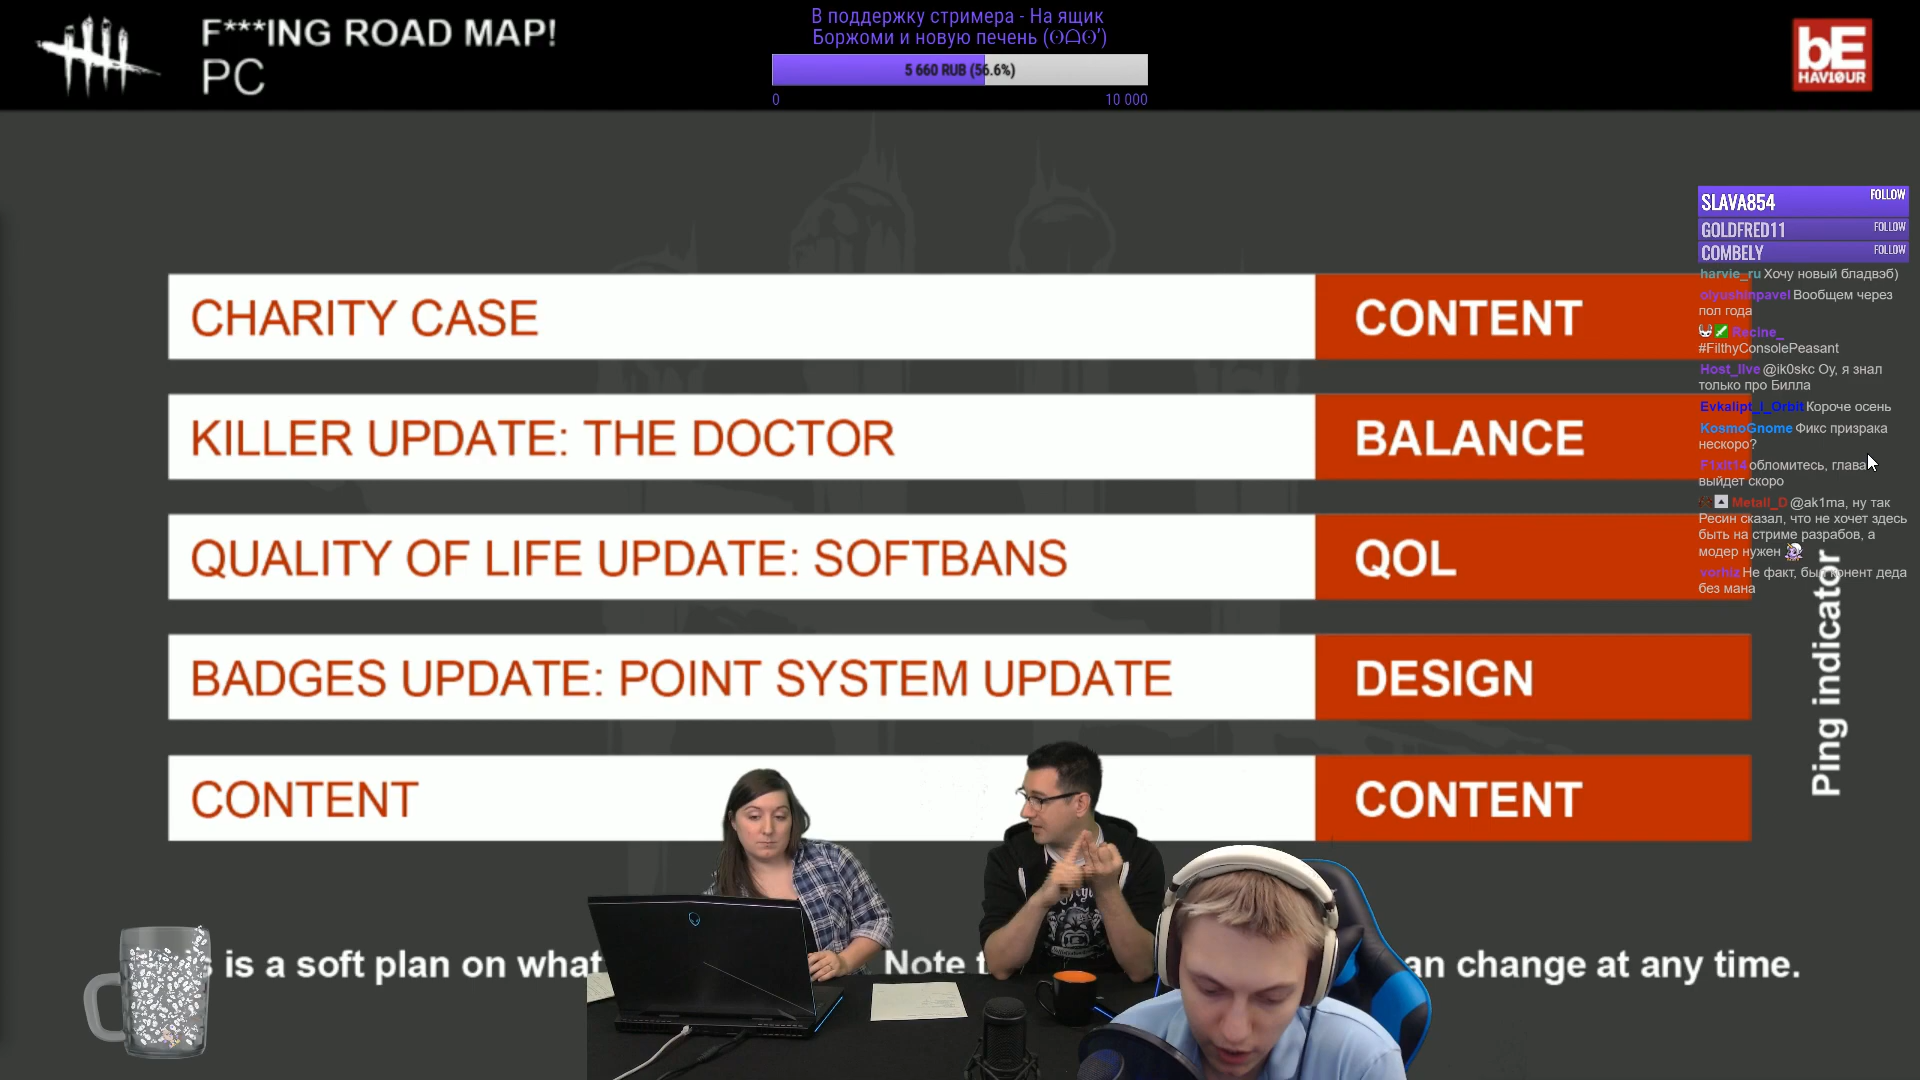 F***ING ROAD MAP!
PC
В поддержку стримера - На ящик
Боржоми и новую печень (ʘᗝʘ’)
5 660 RUB (56.6%)
0
10 000
bE
HAVIOUR
SLAVA854 FOLLOW
GOLDFRED11 FOLLOW
COMBELY FOLLOW
CHARITY CASE
CONTENT
KILLER UPDATE: THE DOCTOR
BALANCE
QUALITY OF LIFE UPDATE: SOFTBANS
QOL
BADGES UPDATE: POINT SYSTEM UPDATE
DESIGN
CONTENT
CONTENT
harvie_ru Хочу новый бладвэб)
olyushinpavel Вообщем через
пол года
Recine_
#FilthyConsolePeasant
Host_live @ik0skc Оу, я знал
только про Билла
Evkalipt_i_Orbit Короче осень
KosmoGnome Фикс призрака
нескоро?
F1xit14 обломитесь, глава
выйдет скоро
Metall_D @ak1ma, ну так
Ресин сказал, что не хочет здесь
быть на стриме разрабов, а
модер нужен
vorhiz Не факт, был конент деда
без мана
Ping indicator
is a soft plan on what
Note
an change at any time.